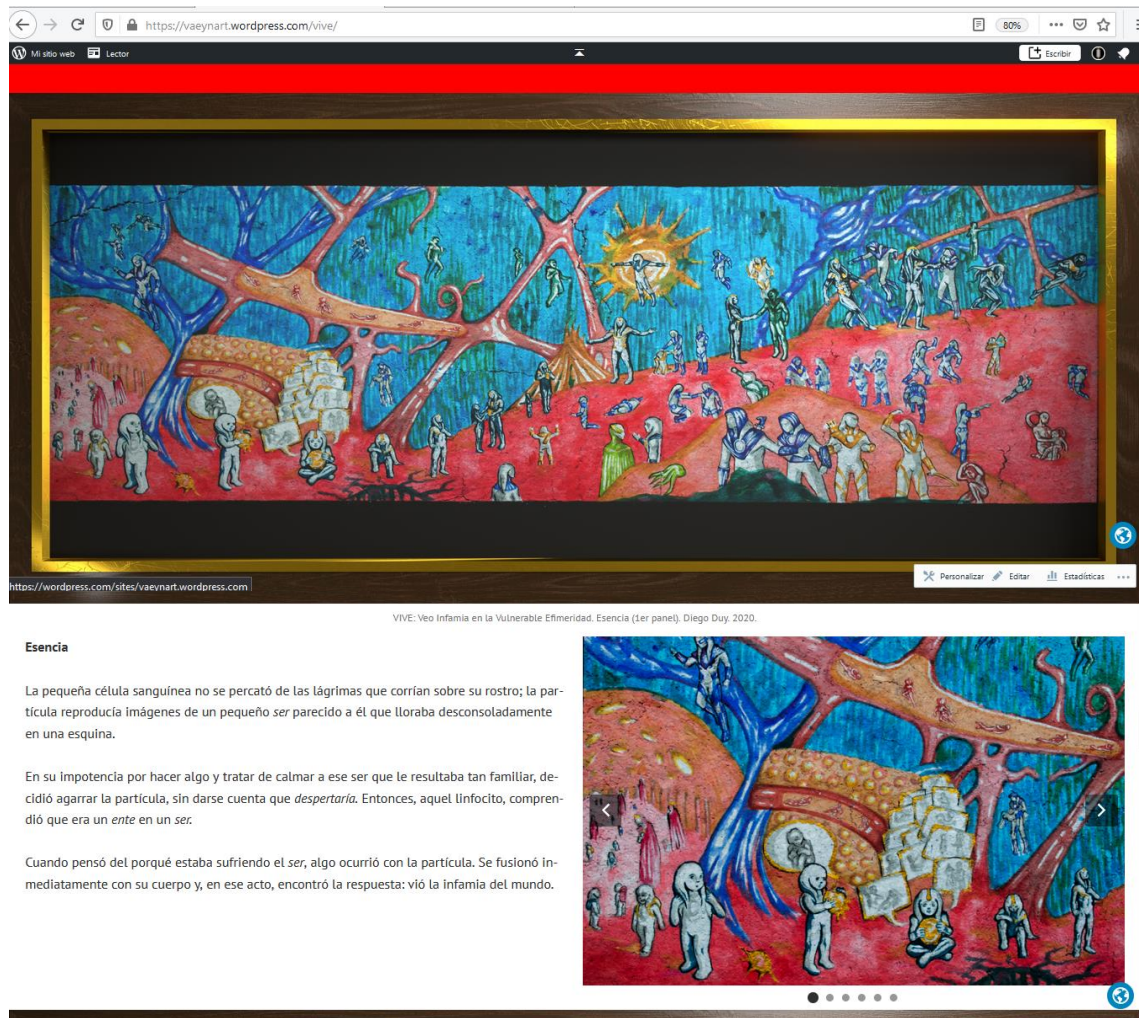 https://vaeynart.wordpress.com/vive/
80%
Mi sitio web
Lector
Escribir
Personalizar
Editar
Estadísticas
https://wordpress.com/sites/vaeynart.wordpress.com
VIVE: Veo Infamia en la Vulnerable Efimeridad. Esencia (1er panel). Diego Duy. 2020.
Esencia
La pequeña célula sanguínea no se percató de las lágrimas que corrían sobre su rostro; la par-
tícula reproducía imágenes de un pequeño ser parecido a él que lloraba desconsoladamente
en una esquina.
En su impotencia por hacer algo y tratar de calmar a ese ser que le resultaba tan familiar, de-
cidió agarrar la partícula, sin darse cuenta que despertaría. Entonces, aquel linfocito, compren-
dió que era un ente en un ser.
Cuando pensó del porqué estaba sufriendo el ser, algo ocurrió con la partícula. Se fusionó in-
mediatamente con su cuerpo y, en ese acto, encontró la respuesta: vió la infamia del mundo.